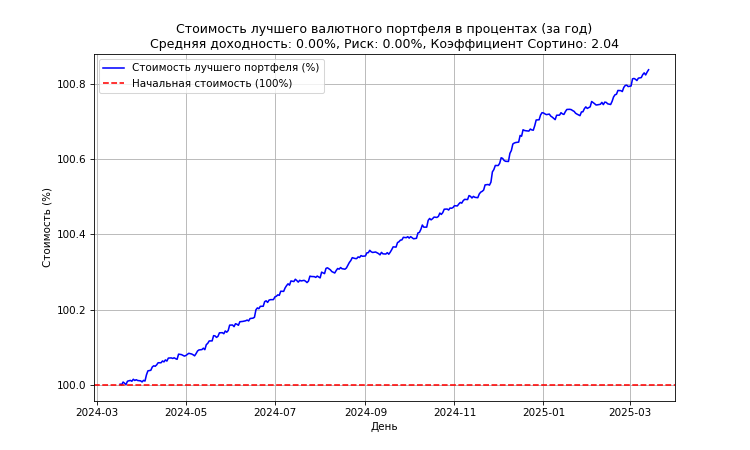 Стоимость лучшего валютного портфеля в процентах (за год)
Средняя доходность: 0.00%, Риск: 0.00%, Коэффициент Сортино: 2.04
Стоимость лучшего портфеля (%)
Начальная стоимость (100%)
Стоимость (%)
100.8
100.6
100.4
100.2
100.0
2024-03 2024-05 2024-07 2024-09 2024-11 2025-01 2025-03
День